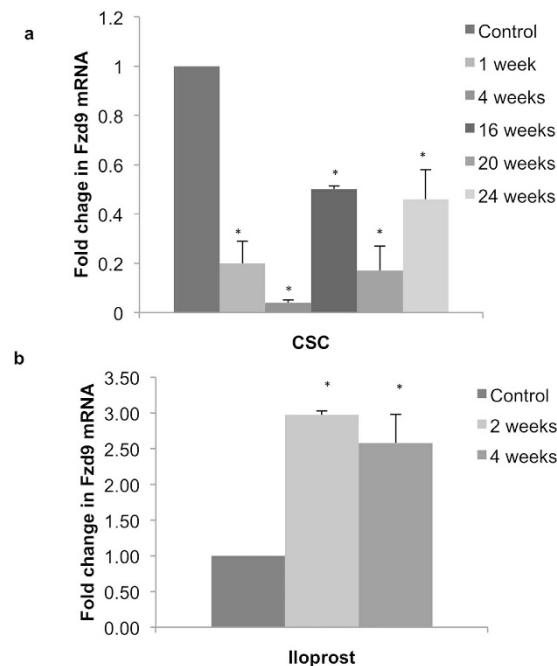 a
Fold chage in Fzd9 mRNA
1.2
1
0.8
0.6
0.4
0.2
0
*
*
*
*
*
CSC
Control
1 week
4 weeks
16 weeks
20 weeks
24 weeks
b
Fold change in Fzd9 mRNA
3.50
3.00
2.50
2.00
1.50
1.00
0.50
0.00
*
*
Iloprost
Control
2 weeks
4 weeks